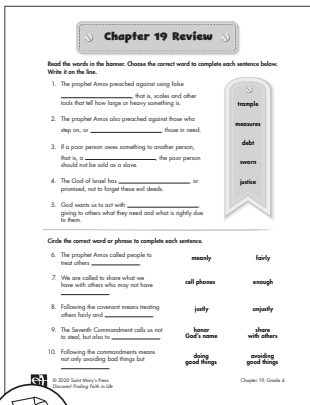 Chapter 19 Review
Read the words in the banner. Choose the correct word to complete each sentence below.
Write it on the line.
1. The prophet Amos preached against using false
____________, that is, scales and other
tools that tell how large or heavy something is.
2. The prophet Amos also preached against those who
step on, or ____________, those in need.
3. If a poor person owes something to another person,
that is, a ____________, the poor person
should not be sold as a slave.
4. The God of Israel has ____________, or
promised, not to forget these evil deeds.
5. God wants us to act with ____________,
giving to others what they need and what is rightly due
to them.
trample
measures
debt
sworn
justice
Circle the correct word or phrase to complete each sentence.
6. The prophet Amos called people to
treat others ____________.
meanly fairly
7. We are called to share what we
have with others who may not have
____________.
cell phones enough
8. Following the covenant means treating
others fairly and ____________.
justly unjustly
9. The Seventh Commandment calls us not
to steal, but also to ____________.
honor God's name
share with others
10. Following the commandments means
not only avoiding bad things but
____________.
doing good things
avoiding good things
© 2020 Saint Mary's Press
Discover! Finding Faith in Life
Chapter 19, Grade 4